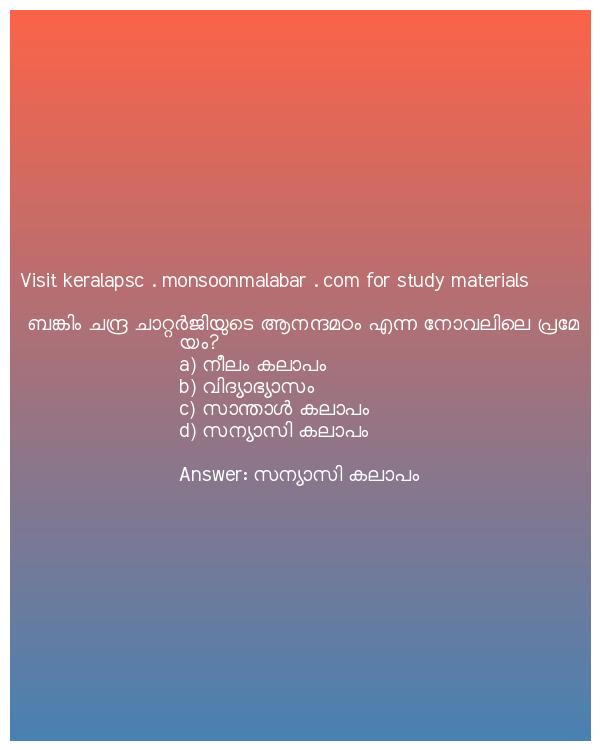 Visit keralapsc . monsoonmalabar . com for study materials
ബങ്കിം ചന്ദ്ര ചാറ്റർജിയുടെ ആനന്ദമഠം എന്ന നോവലിലെ പ്രമേ
യം?
a) നീലം കലാപം
b) വിദ്യാഭ്യാസം
c) സാന്താൾ കലാപം
d) സന്യാസി കലാപം
Answer: സന്യാസി കലാപം